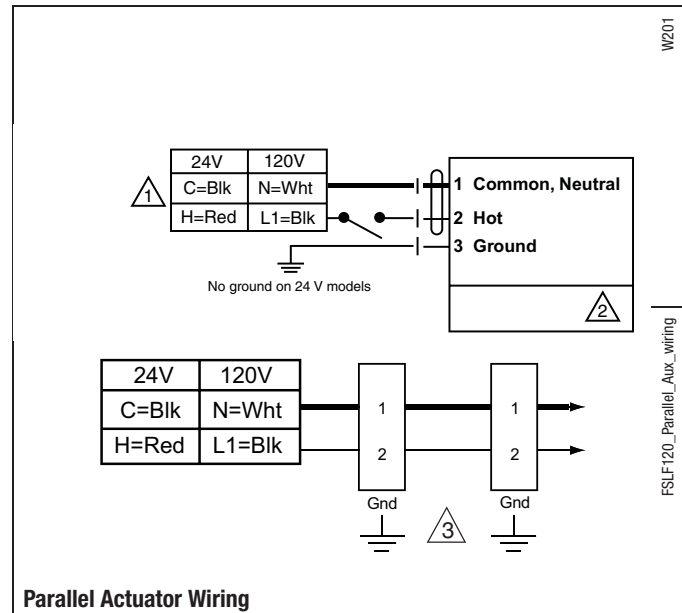 W201
24V 120V
C=Blk N=Wht
H=Red L1=Blk
1
1 Common, Neutral
2 Hot
3 Ground
No ground on 24 V models
2
24V 120V
C=Blk N=Wht
H=Red L1=Blk
1 1
2 2
Gnd Gnd
3
FSLF120_Parallel_Aux_wiring
Parallel Actuator Wiring